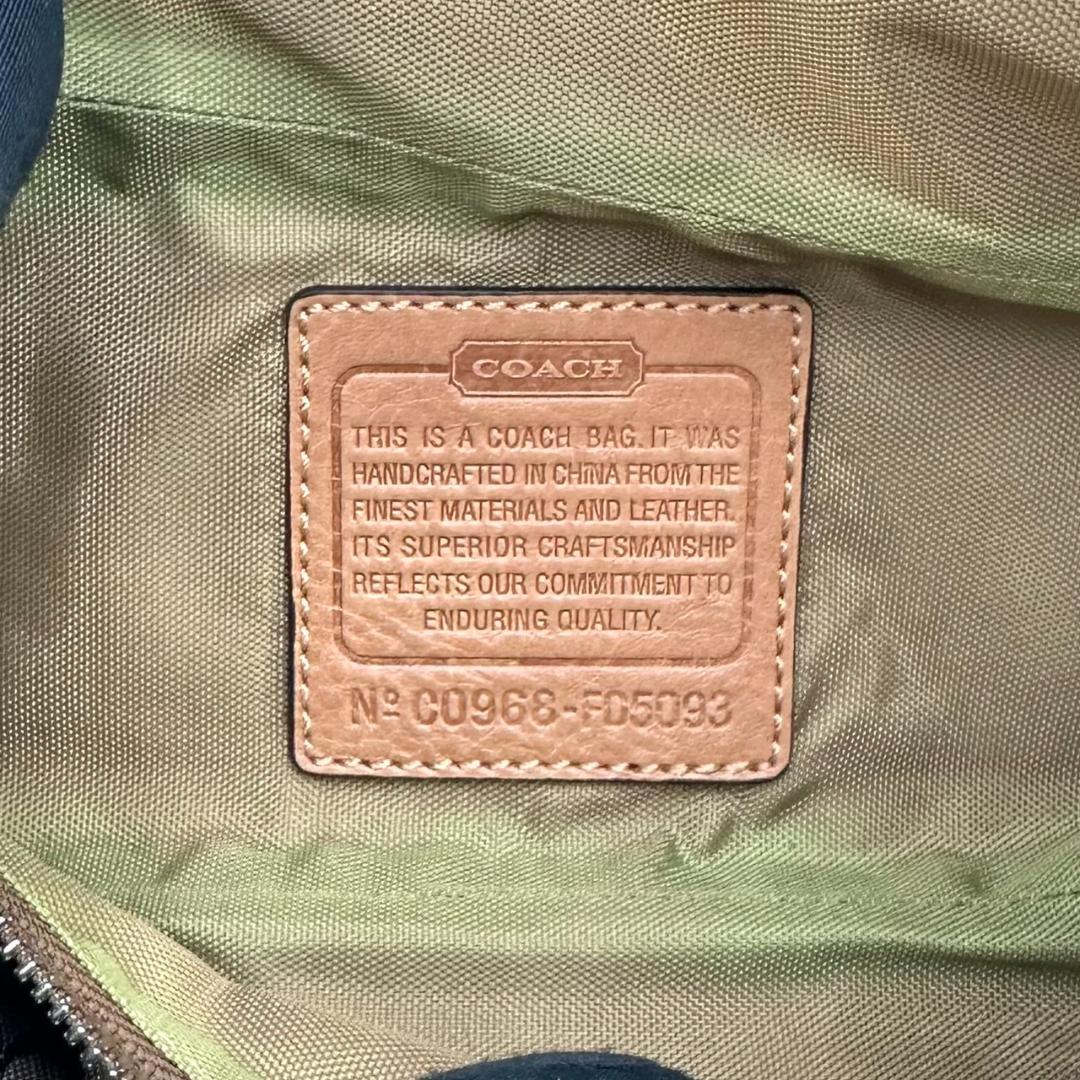 COACH
THIS IS A COACH BAG. IT WAS
HANDCRAFTED IN CHINA FROM THE
FINEST MATERIALS AND LEATHER.
ITS SUPERIOR CRAFTSMANSHIP
REFLECTS OUR COMMITMENT TO
ENDURING QUALITY.
Nº C0968-F05093